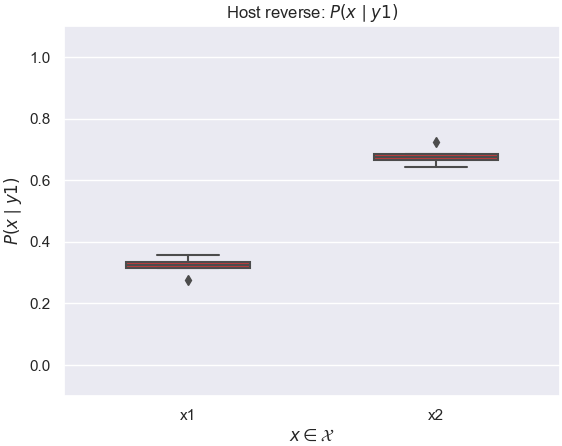 Host reverse: P(x | y1)
P(x | y1)
1.0
0.8
0.6
0.4
0.2
0.0
x1 x2
x ∈ 𝒳